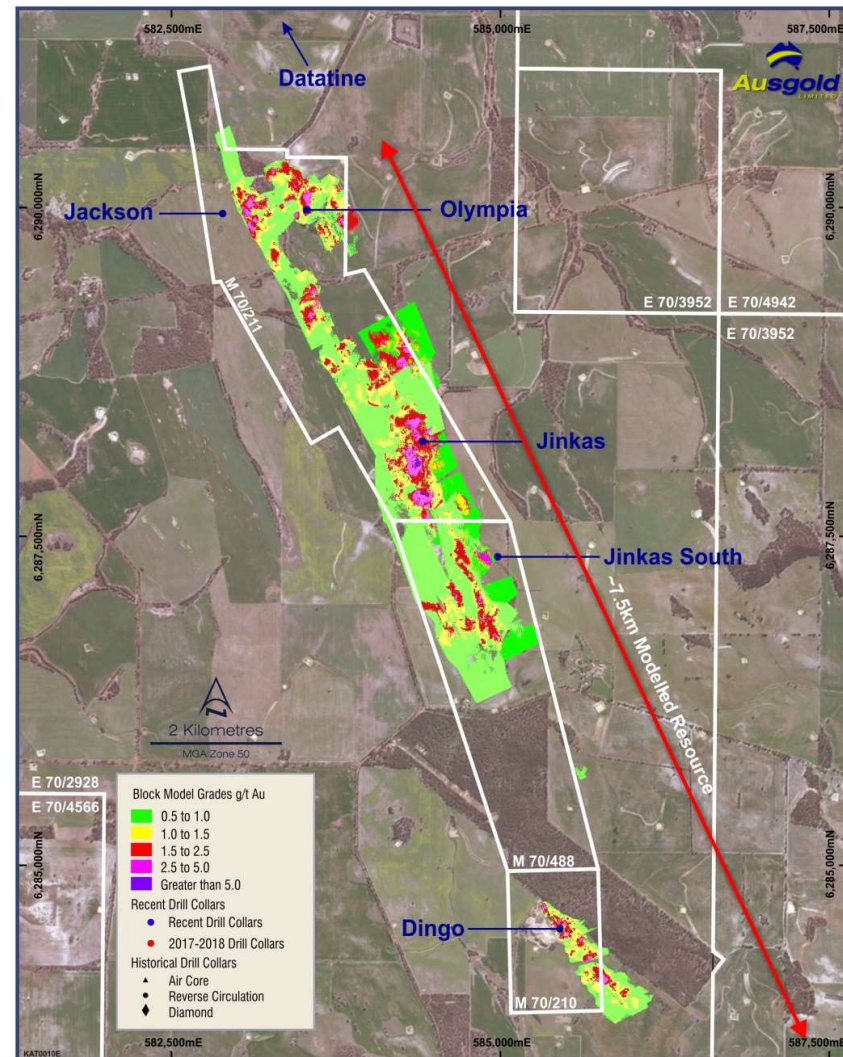 582,500mE
585,000mE
587,500mE
Datatine
Ausgold
LIMITED
6,290,000mN
Jackson
Olympia
M 70/211
E 70/3952
E 70/4942
E 70/3952
Jinkas
6,287,500mN
Jinkas South
6,287,500mN
~7.5km Modelled Resource
2 Kilometres
MGA Zone 50
E 70/2928
E 70/4566
Block Model Grades g/t Au
0.5 to 1.0
1.0 to 1.5
1.5 to 2.5
2.5 to 5.0
Greater than 5.0
Recent Drill Collars
Recent Drill Collars
2017-2018 Drill Collars
Historical Drill Collars
Air Core
Reverse Circulation
Diamond
6,290,000mN
6,285,000mN
M 70/488
6,285,000mN
Dingo
M 70/210
KAT0010E
582,500mE
585,000mE
587,500mE